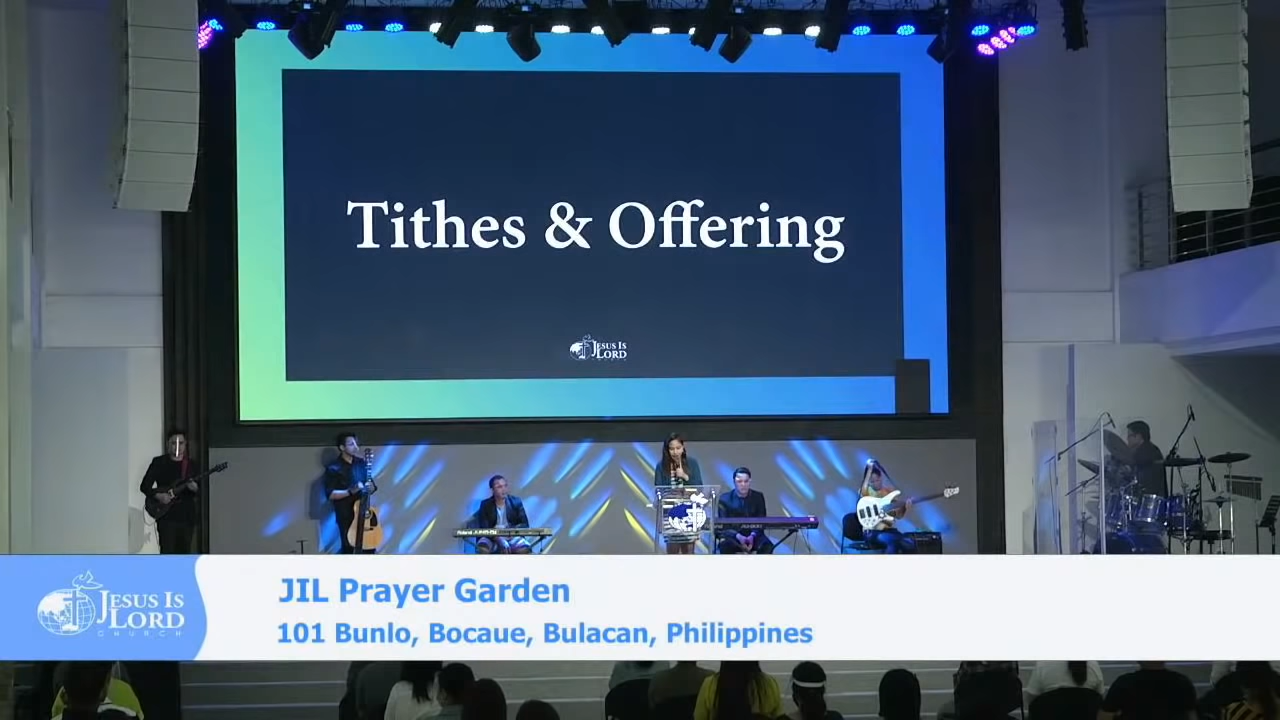 Tithes & Offering
JESUS IS
LORD
JIL Prayer Garden
JESUS IS
LORD
CHURCH
101 Bunlo, Bocaue, Bulacan, Philippines